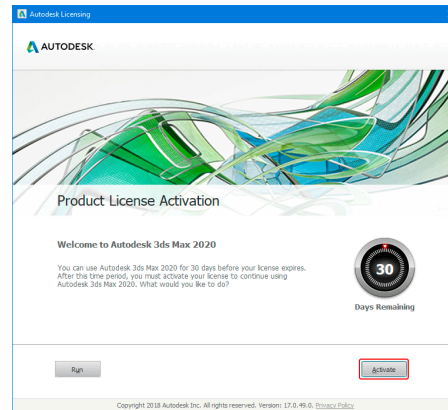 Autodesk Licensing
AUTODESK.
Product License Activation
Welcome to Autodesk 3ds Max 2020
You can use Autodesk 3ds Max 2020 for 30 days before your license expires.
After this time period, you must activate your license to continue using
Autodesk 3ds Max 2020. What would you like to do?
30
Days Remaining
Run
Activate
Copyright 2018 Autodesk Inc. All rights reserved. Version: 17.0.49.0. Privacy Policy